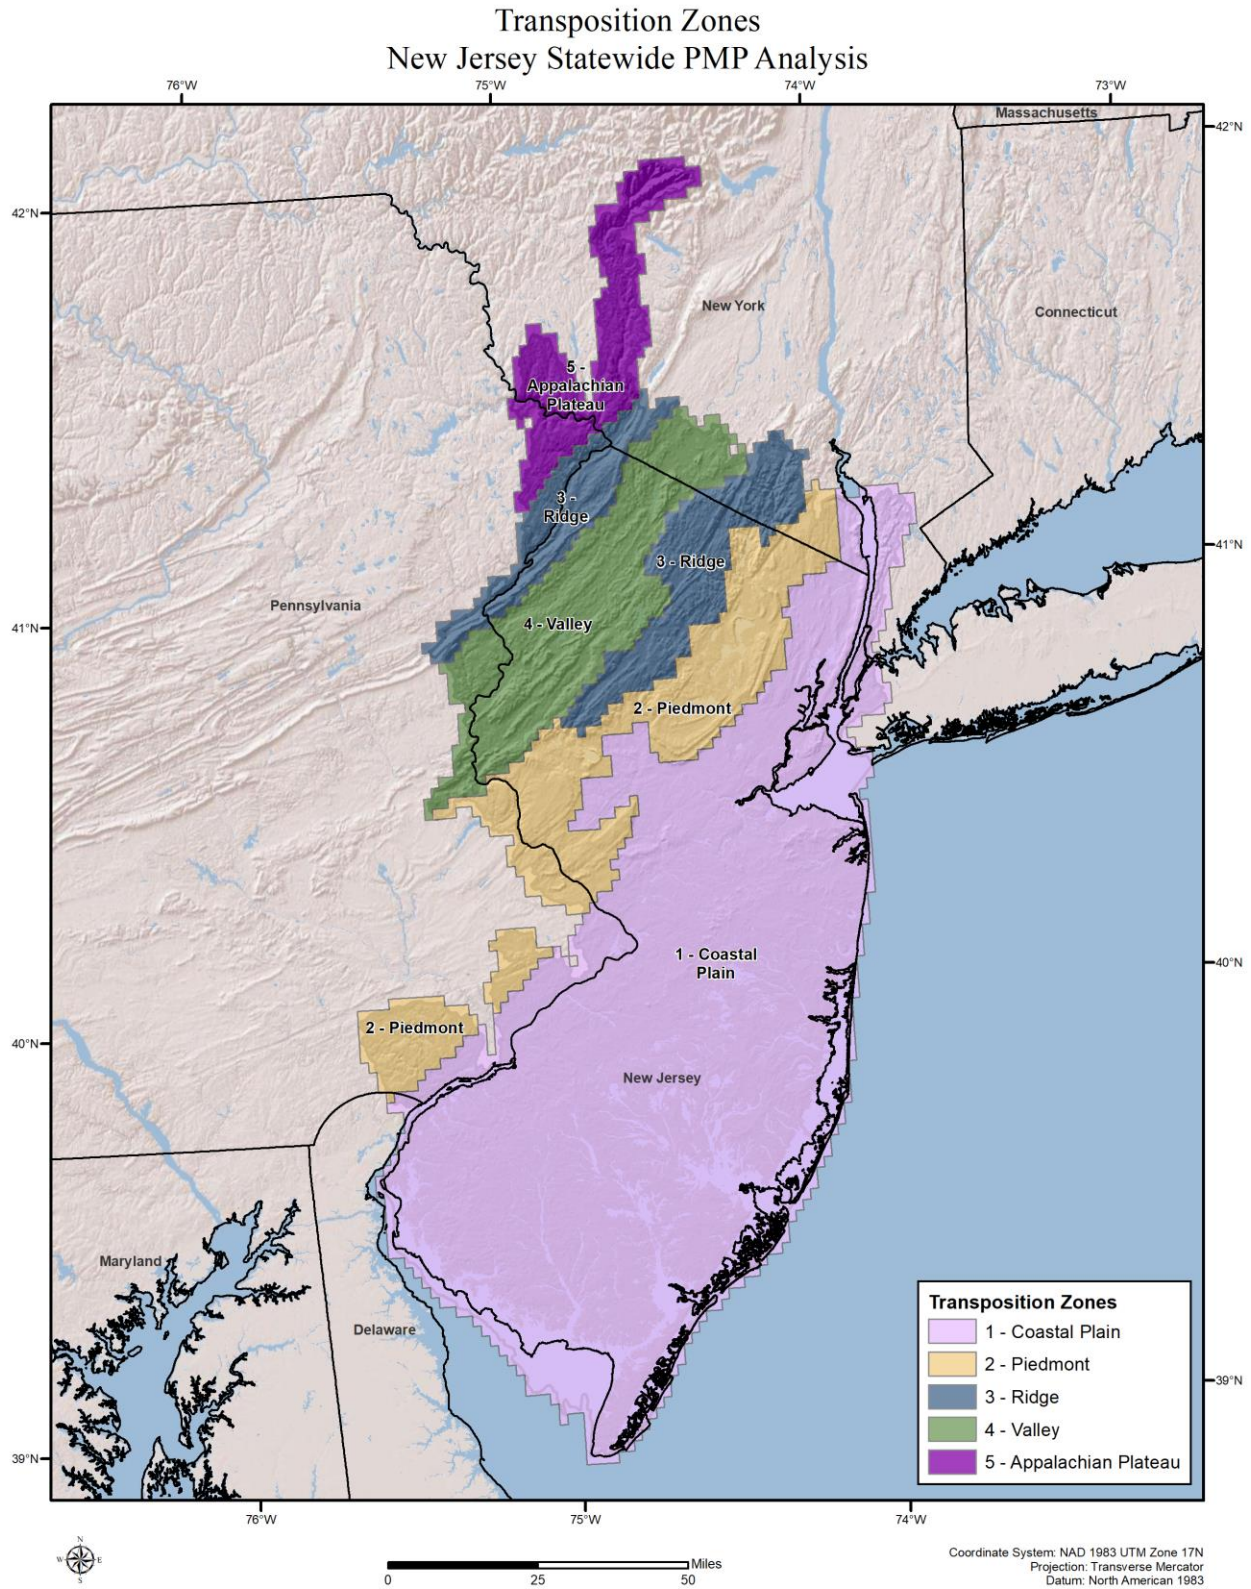 Transposition Zones
New Jersey Statewide PMP Analysis
76°W
75°W
74°W
73°W
Massachusetts
42°N
42°N
New York
Connecticut
5 -
Appalachian
Plateau
3 -
Ridge
41°N
3 - Ridge
Pennsylvania
4 - Valley
41°N
2 - Piedmont
1 - Coastal
Plain
40°N
2 - Piedmont
40°N
New Jersey
Maryland
Delaware
Transposition Zones
1 - Coastal Plain
2 - Piedmont
3 - Ridge
4 - Valley
5 - Appalachian Plateau
39°N
39°N
76°W
75°W
74°W
N
W
E
S
Miles
0
25
50
Coordinate System: NAD 1983 UTM Zone 17N
Projection: Transverse Mercator
Datum: North American 1983